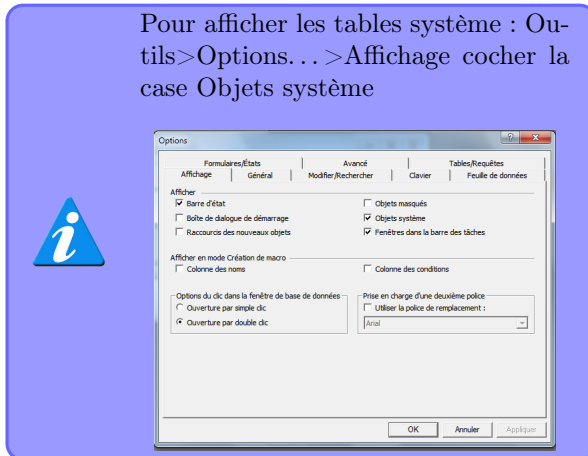 Pour afficher les tables système : Ou-
tils>Options...>Affichage cocher la
case Objets système
Options
Formulaires/États Avancé Tables/Requêtes
Affichage Général Modifier/Rechercher Clavier Feuille de données
Afficher
Barre d'état Objets masqués
Boîte de dialogue de démarrage Objets système
Raccourcis des nouveaux objets Fenêtres dans la barre des tâches
Afficher en mode Création de macro
Colonne des noms Colonne des conditions
Options du clic dans la fenêtre de base de données Prise en charge d'une deuxième police
Ouverture par simple clic Utiliser la police de remplacement :
Ouverture par double clic Arial
OK Annuler Appliquer